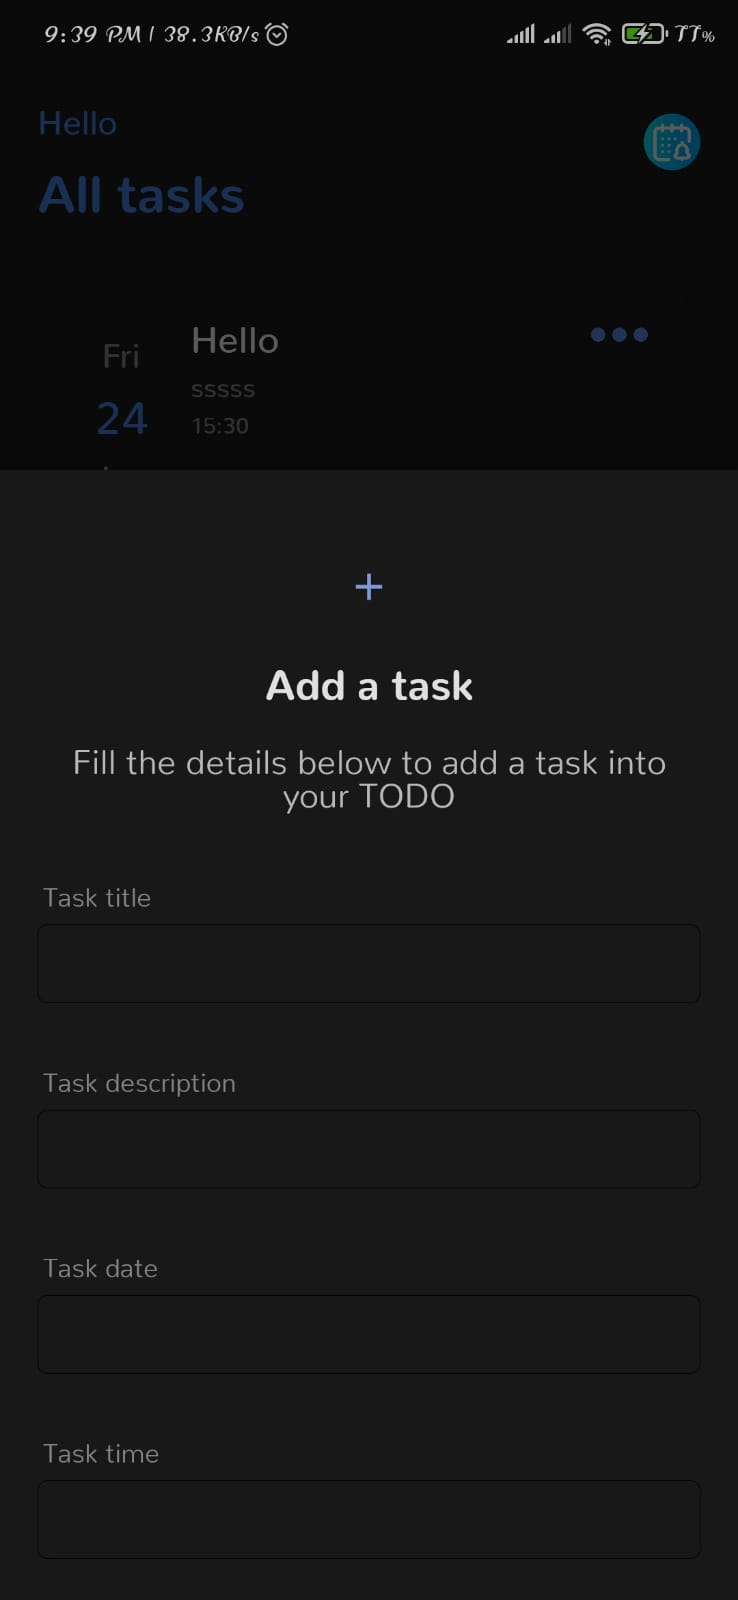 9:39 PM | 38.3KB/s 77%
Hello
All tasks
Hello
Fri
sssss
24
15:30
+
Add a task
Fill the details below to add a task into
your TODO
Task title
Task description
Task date
Task time